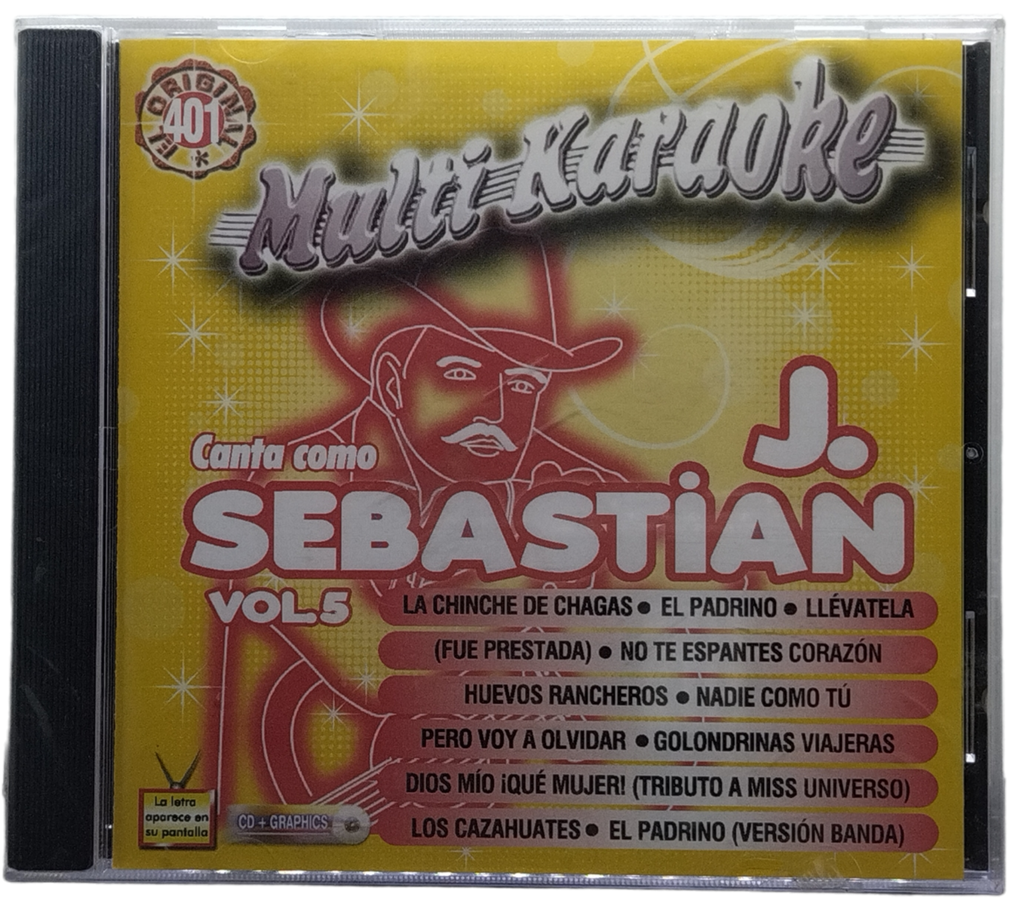 EL ORIGINAL
401
Multi Karaoke
Canta como
J.
SEBASTiAN
VOL.5
LA CHINCHE DE CHAGAS • EL PADRINO • LLÉVATELA
(FUE PRESTADA) • NO TE ESPANTES CORAZÓN
HUEVOS RANCHEROS • NADIE COMO TÚ
PERO VOY A OLVIDAR • GOLONDRINAS VIAJERAS
DIOS MÍO ¡QUÉ MUJER! (TRIBUTO A MISS UNIVERSO)
LOS CAZAHUATES • EL PADRINO (VERSIÓN BANDA)
La letra
aparece en
su pantalla
CD + GRAPHICS